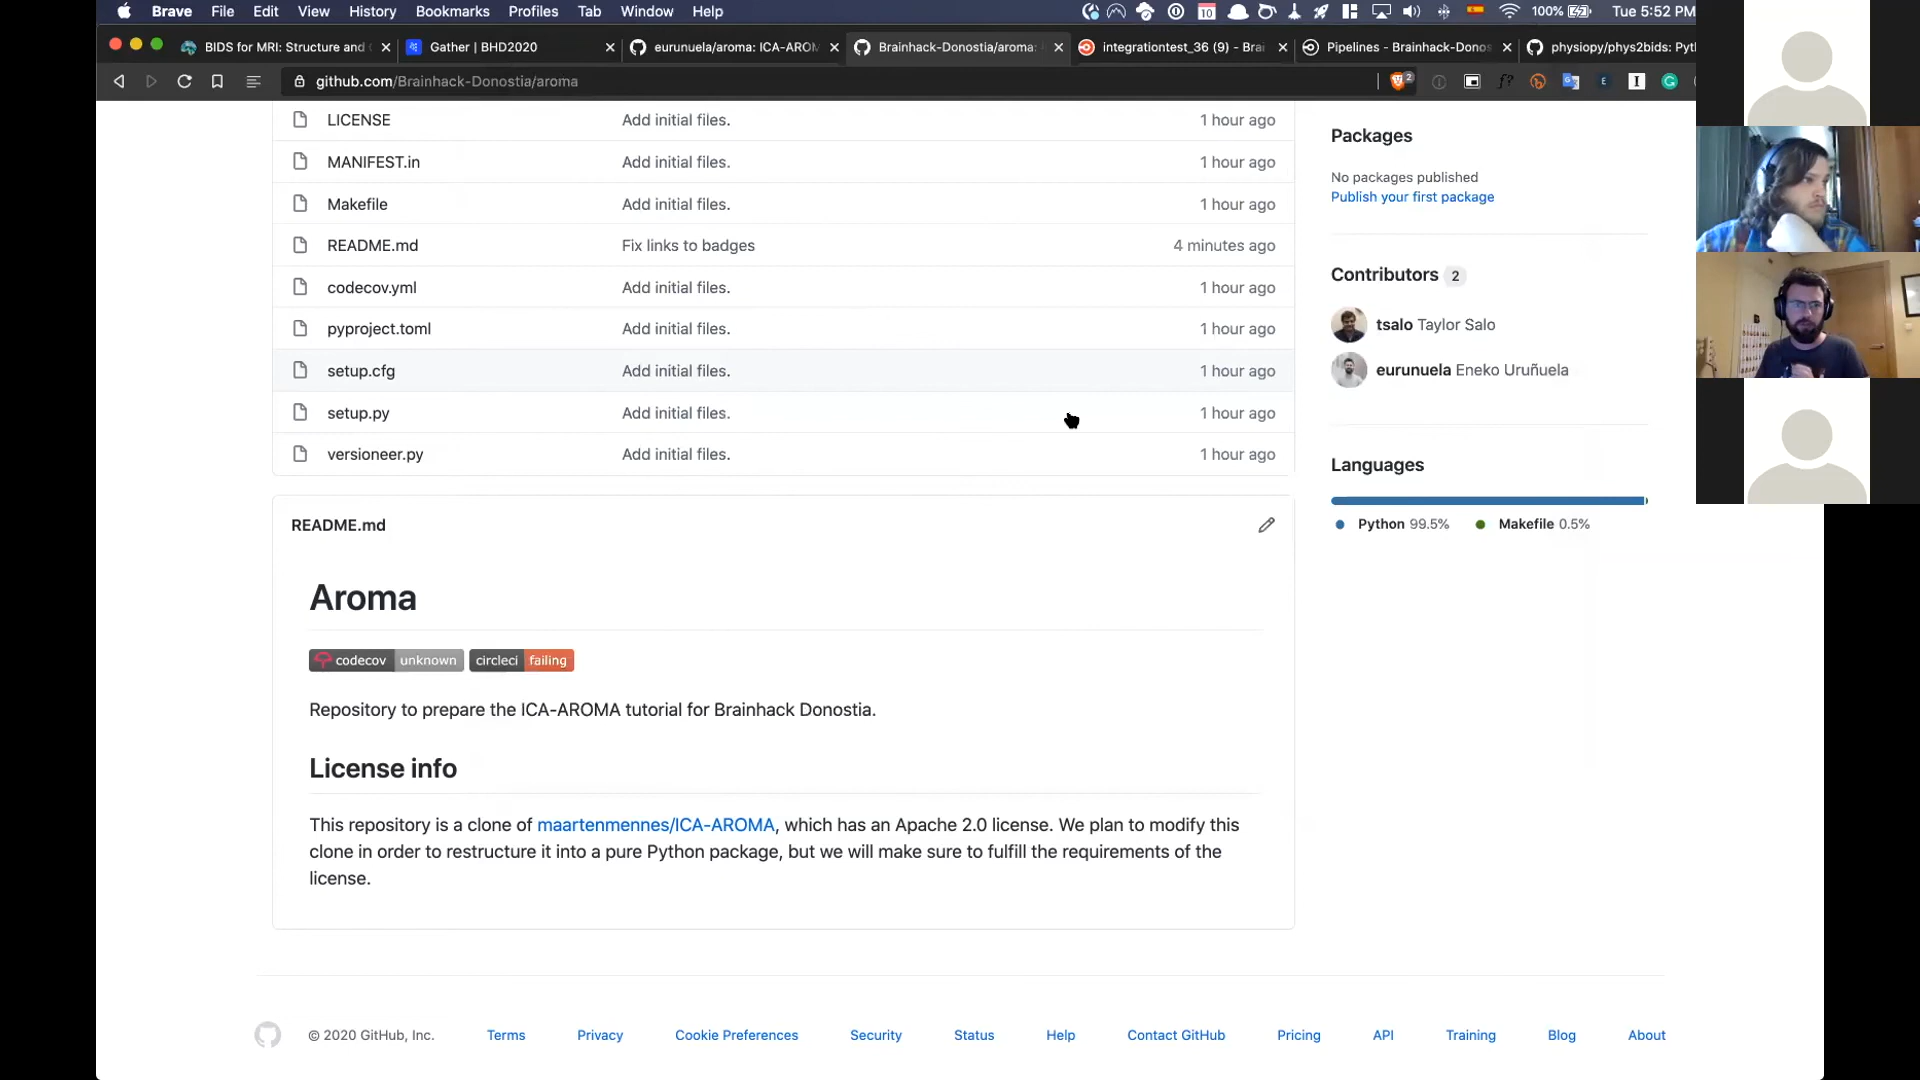 Brave File Edit View History Bookmarks Profiles Tab Window Help 10 100% Tue 5:52 PM
BIDS for MRI: Structure and Gather | BHD2020 eurunuela/aroma: ICA-AROM Brainhack-Donostia/aroma: integrationtest_36 (9) - Brai Pipelines - Brainhack-Donos physiopy/phys2bids: Pyt
github.com/Brainhack-Donostia/aroma 2
LICENSE Add initial files. 1 hour ago
MANIFEST.in Add initial files. 1 hour ago
Makefile Add initial files. 1 hour ago
README.md Fix links to badges 4 minutes ago
codecov.yml Add initial files. 1 hour ago
pyproject.toml Add initial files. 1 hour ago
setup.cfg Add initial files. 1 hour ago
setup.py Add initial files. 1 hour ago
versioneer.py Add initial files. 1 hour ago
Packages
No packages published
Publish your first package
Contributors 2
tsalo Taylor Salo
eurunuela Eneko Uruñuela
Languages
Python 99.5% Makefile 0.5%
README.md
Aroma
codecov unknown circleci failing
Repository to prepare the ICA-AROMA tutorial for Brainhack Donostia.
License info
This repository is a clone of maartenmennes/ICA-AROMA, which has an Apache 2.0 license. We plan to modify this
clone in order to restructure it into a pure Python package, but we will make sure to fulfill the requirements of the
license.
© 2020 GitHub, Inc. Terms Privacy Cookie Preferences Security Status Help Contact GitHub Pricing API Training Blog About